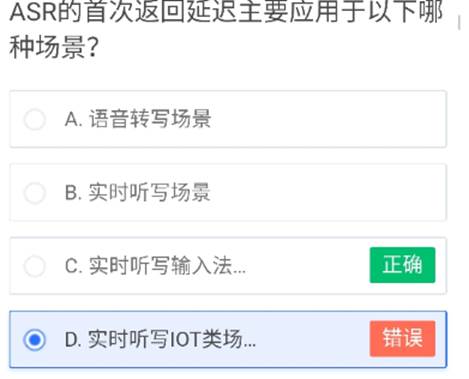 ASR的首次返回延迟主要应用于以下哪
种场景？
A. 语音转写场景
B. 实时听写场景
C. 实时听写输入法... 正确
D. 实时听写IOT类场... 错误